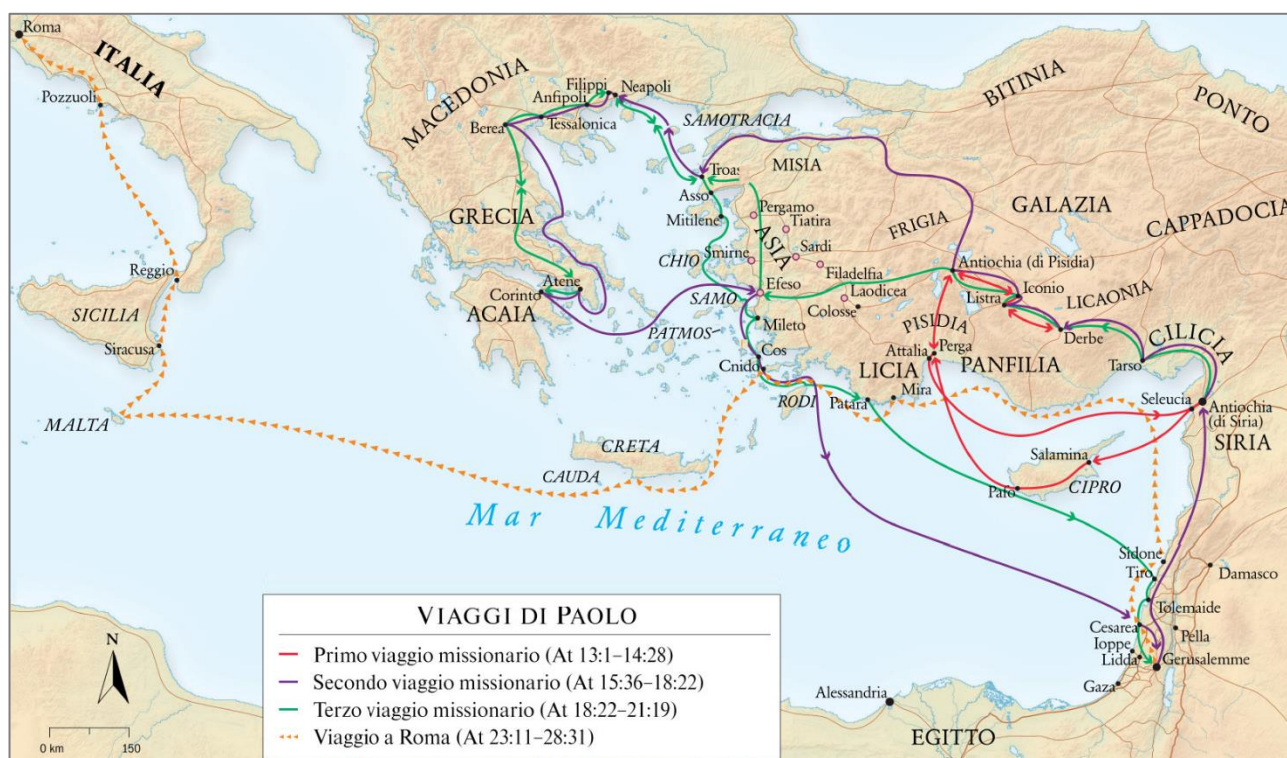 Roma
ITALIA
Pozzuoli
Reggio
SICILIA
Siracusa
MALTA
MACEDONIA
Filippi
Neapoli
Anfipoli
Tessalonica
Berea
SAMOTRACIA
GRECIA
Atene
Corinto
ACAIA
BITINIA
PONTO
MISIA
Troas
Asso
Mitilene
Pergamo
Tiatira
ASIA
Smirne
Sardi
Filadelfia
CHIO
FRIGIA
GALAZIA
CAPPADOCIA
Antiochia (di Pisidia)
Efeso
SAMO
Laodicea
Colosse
Iconio
Listra
LICAONIA
PATMOS
Mileto
PISIDIA
Derbe
CILICIA
Cos
Cnido
Attalia
Perga
LICIA
PANFILIA
Tarso
RODI
Patara
Mira
Seleucia
Antiochia
(di Siria)
SIRIA
CRETA
CAUDA
Salamina
Pafo
CIPRO
Mar Mediterraneo
Sidone
Tiro
Damasco
Tolemaide
Cesarea
Ioppe
Pella
Lidda
Gerusalemme
Gaza
Alessandria
EGITTO
N
0 km 150
VIAGGI DI PAOLO
Primo viaggio missionario (At 13:1–14:28)
Secondo viaggio missionario (At 15:36–18:22)
Terzo viaggio missionario (At 18:22–21:19)
Viaggio a Roma (At 23:11–28:31)